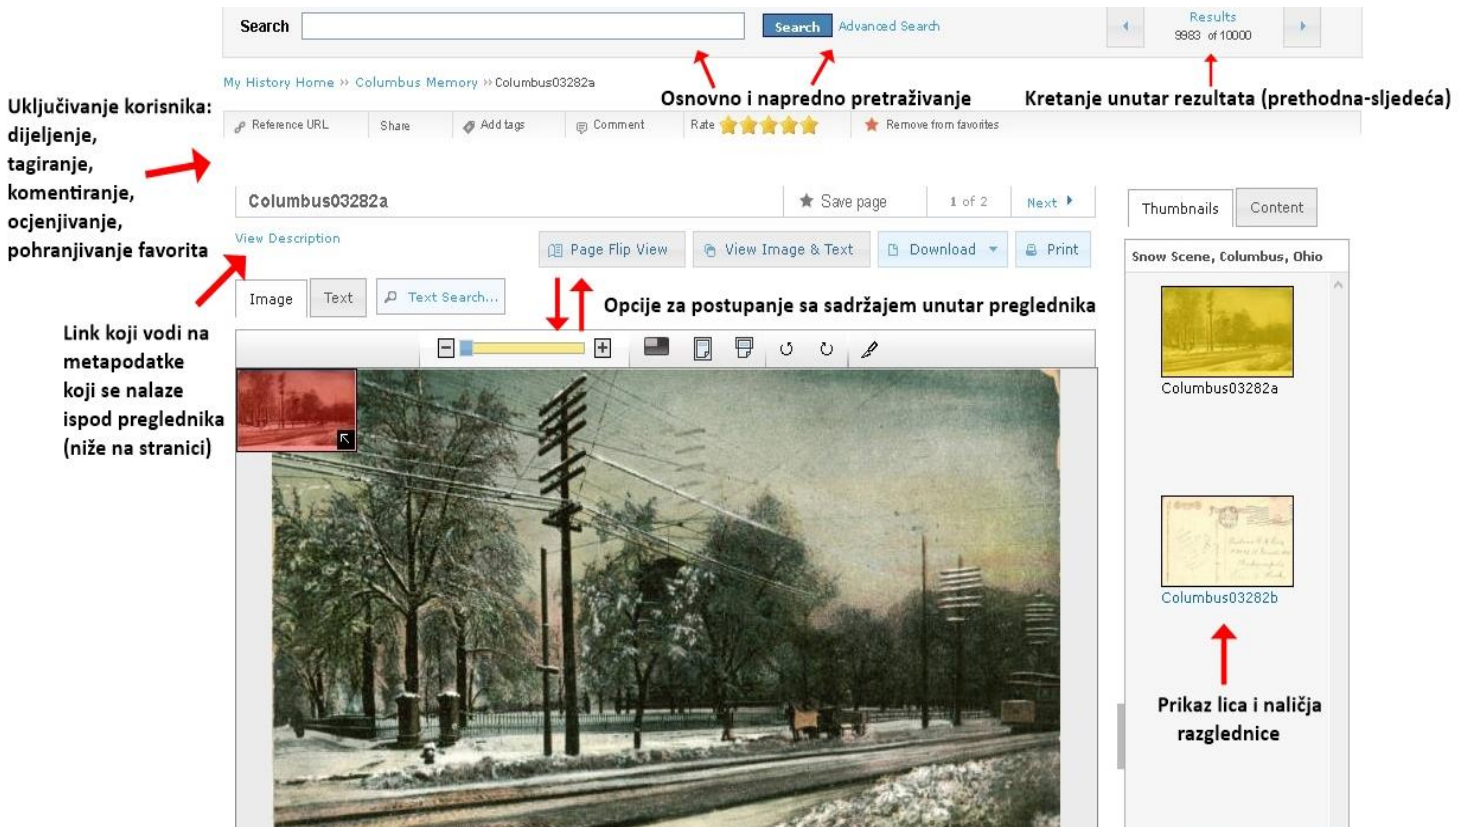 Search
Search
Advanced Search
Results
9983 of 10000
My History Home » Columbus Memory » Columbus03282a
Osnovno i napredno pretraživanje
Kretanje unutar rezultata (prethodna-sljedeća)
Uključivanje korisnika:
dijeljenje,
tagiranje,
komentiranje,
ocjenjivanje,
pohranjivanje favorita
Reference URL
Share
Add tags
Comment
Rate
Remove from favorites
Columbus03282a
Save page
1 of 2
Next
Thumbnails
Content
View Description
Page Flip View
View Image & Text
Download
Print
Snow Scene, Columbus, Ohio
Image
Text
Text Search...
Opcije za postupanje sa sadržajem unutar preglednika
Link koji vodi na
metapodatke
koji se nalaze
ispod preglednika
(niže na stranici)
Columbus03282a
Columbus03282b
Prikaz lica i naličja
razglednice